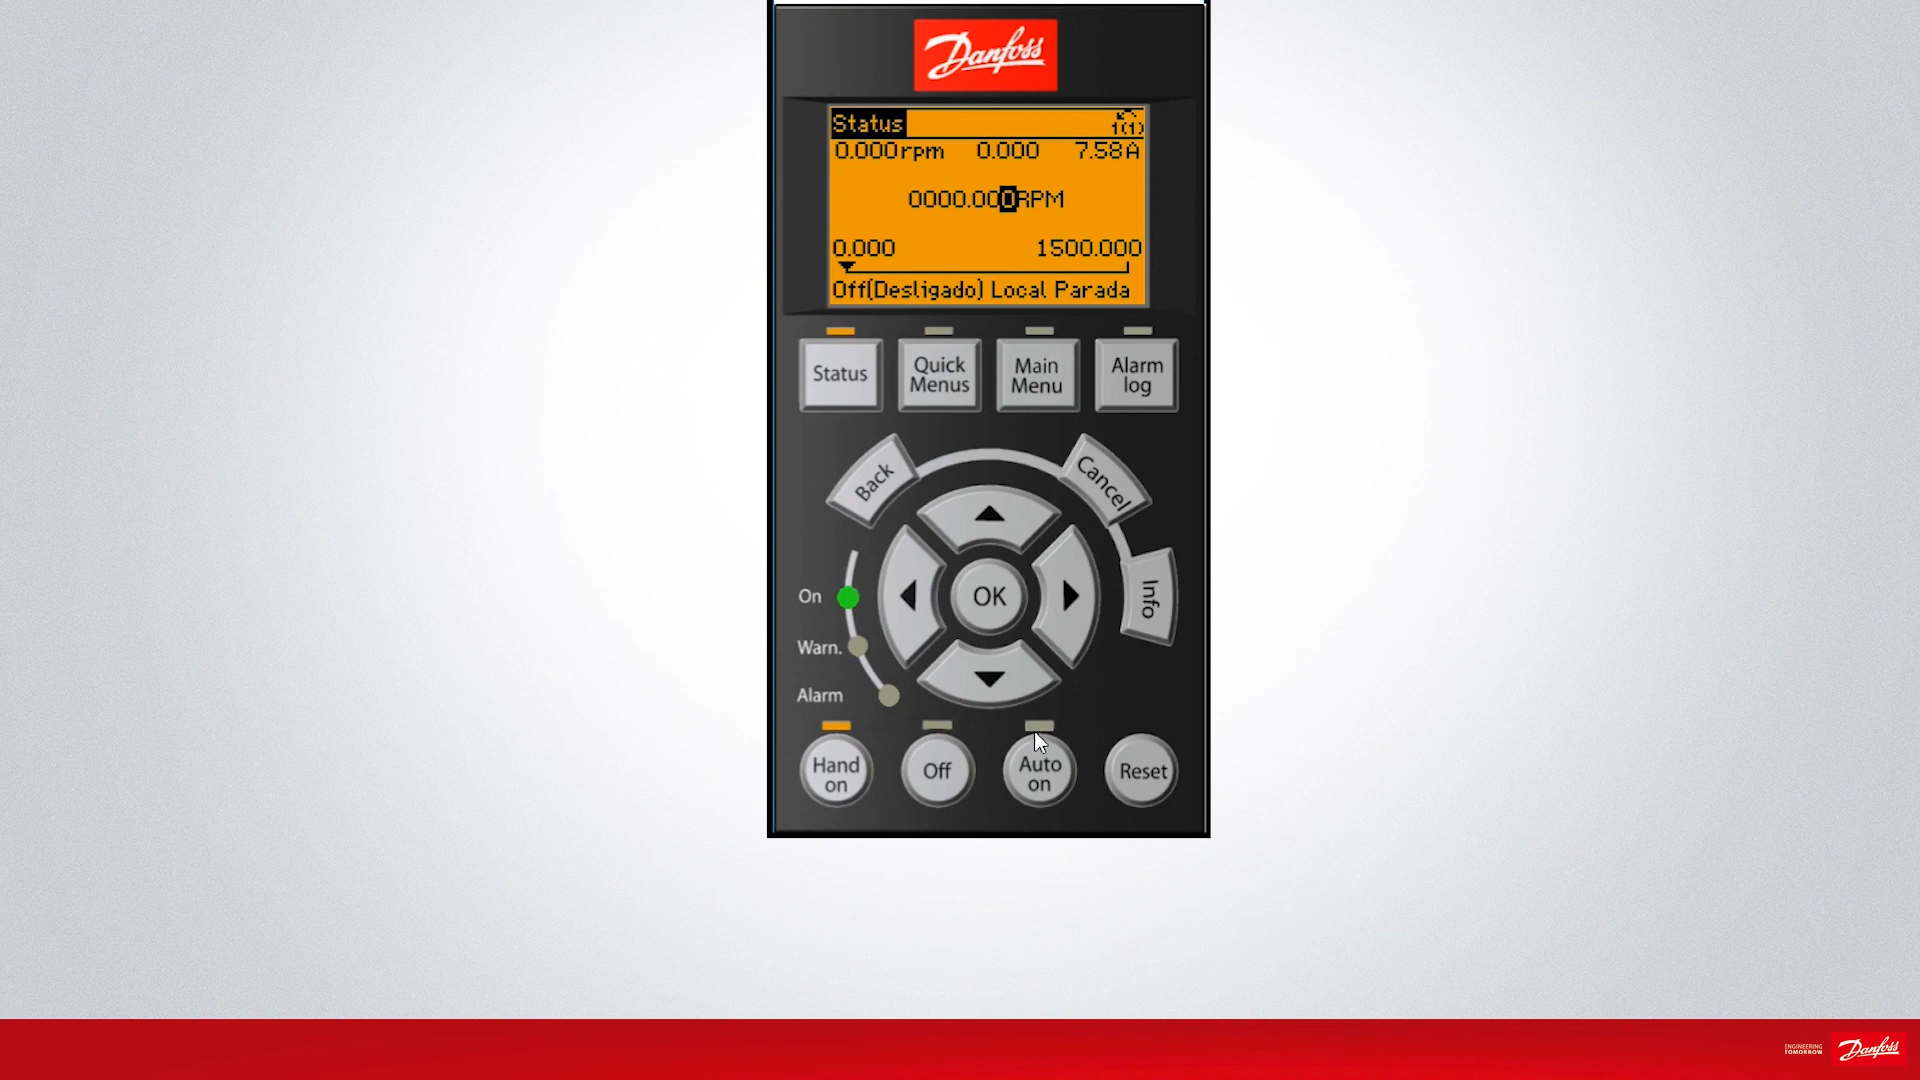 Danfoss
Status
1(1)
0.000rpm 0.000 7.58A
0000.000RPM
0.000 1500.000
Off(Desligado) Local Parada
Status
Quick
Menus
Main
Menu
Alarm
log
Back
Cancel
Info
OK
On
Warn.
Alarm
Hand
on
Off
Auto
on
Reset
ENGINEERING
TOMORROW
Danfoss